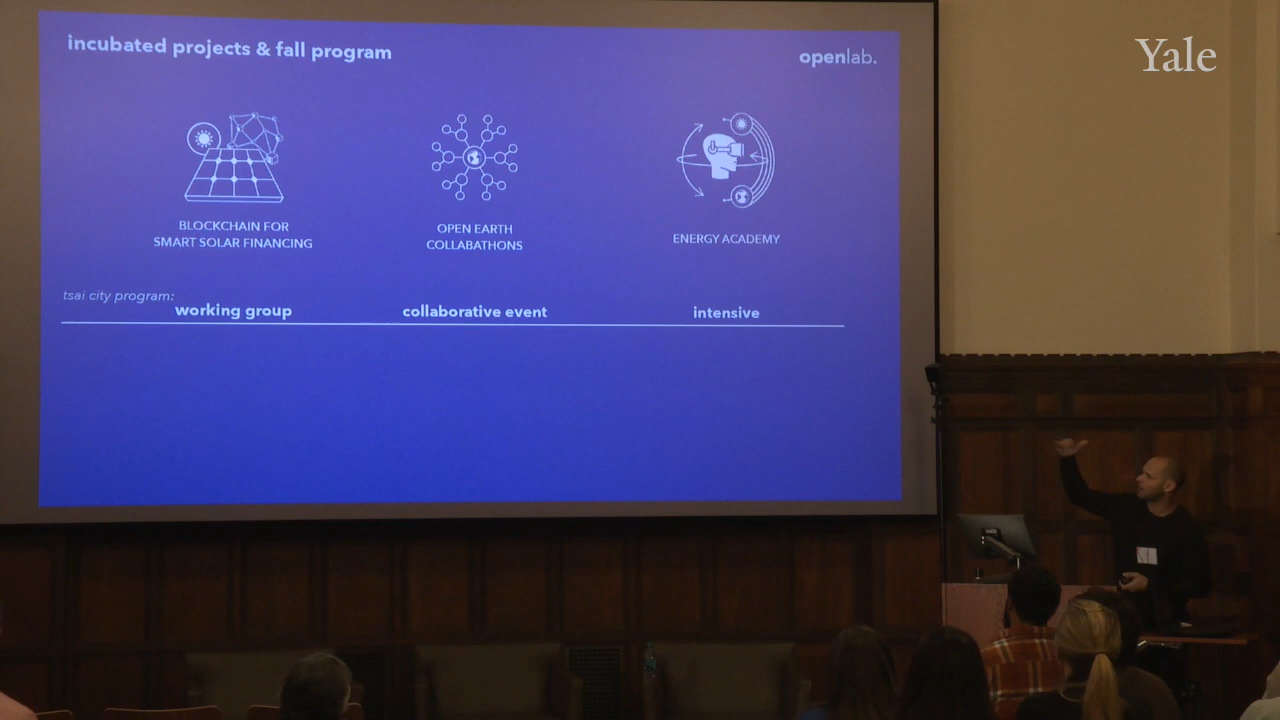 incubated projects & fall program
openlab.
Yale
BLOCKCHAIN FOR
SMART SOLAR FINANCING
OPEN EARTH
COLLABATHONS
ENERGY ACADEMY
tsai city program:
working group
collaborative event
intensive